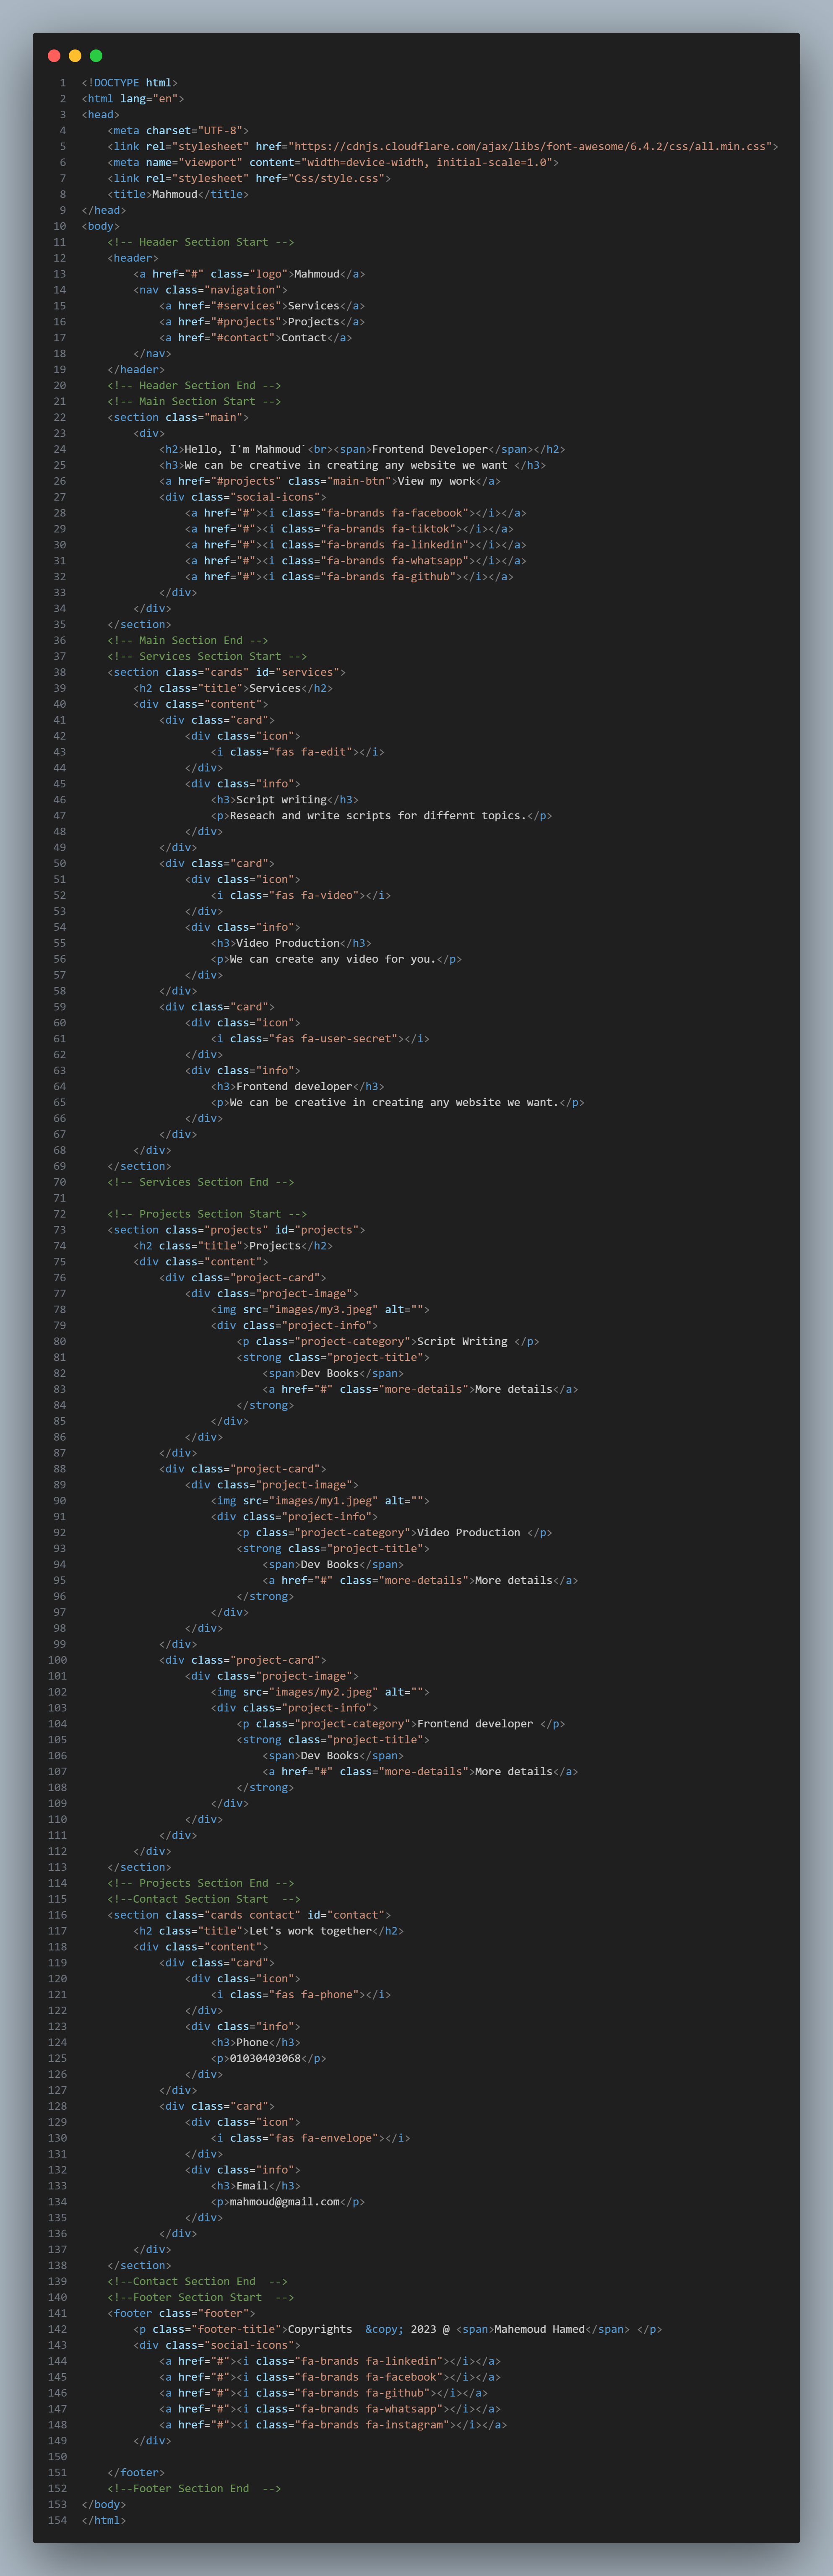 1 <!DOCTYPE html>
2 <html lang="en">
3 <head>
4     <meta charset="UTF-8">
5     <link rel="stylesheet" href="https://cdnjs.cloudflare.com/ajax/libs/font-awesome/6.4.2/css/all.min.css">
6     <meta name="viewport" content="width=device-width, initial-scale=1.0">
7     <link rel="stylesheet" href="Css/style.css">
8     <title>Mahmoud</title>
9 </head>
10 <body>
11     <!-- Header Section Start -->
12     <header>
13         <a href="#" class="logo">Mahmoud</a>
14         <nav class="navigation">
15             <a href="#services">Services</a>
16             <a href="#projects">Projects</a>
17             <a href="#contact">Contact</a>
18         </nav>
19     </header>
20     <!-- Header Section End -->
21     <!-- Main Section Start -->
22     <section class="main">
23         <div>
24             <h2>Hello, I'm Mahmoud`<br><span>Frontend Developer</span></h2>
25             <h3>We can be creative in creating any website we want </h3>
26             <a href="#projects" class="main-btn">View my work</a>
27             <div class="social-icons">
28                 <a href="#"><i class="fa-brands fa-facebook"></i></a>
29                 <a href="#"><i class="fa-brands fa-tiktok"></i></a>
30                 <a href="#"><i class="fa-brands fa-linkedin"></i></a>
31                 <a href="#"><i class="fa-brands fa-whatsapp"></i></a>
32                 <a href="#"><i class="fa-brands fa-github"></i></a>
33             </div>
34         </div>
35     </section>
36     <!-- Main Section End -->
37     <!-- Services Section Start -->
38     <section class="cards" id="services">
39         <h2 class="title">Services</h2>
40         <div class="content">
41             <div class="card">
42                 <div class="icon">
43                     <i class="fas fa-edit"></i>
44                 </div>
45                 <div class="info">
46                     <h3>Script writing</h3>
47                     <p>Reseach and write scripts for differnt topics.</p>
48                 </div>
49             </div>
50             <div class="card">
51                 <div class="icon">
52                     <i class="fas fa-video"></i>
53                 </div>
54                 <div class="info">
55                     <h3>Video Production</h3>
56                     <p>We can create any video for you.</p>
57                 </div>
58             </div>
59             <div class="card">
60                 <div class="icon">
61                     <i class="fas fa-user-secret"></i>
62                 </div>
63                 <div class="info">
64                     <h3>Frontend developer</h3>
65                     <p>We can be creative in creating any website we want.</p>
66                 </div>
67             </div>
68         </div>
69     </section>
70     <!-- Services Section End -->
71
72     <!-- Projects Section Start -->
73     <section class="projects" id="projects">
74         <h2 class="title">Projects</h2>
75         <div class="content">
76             <div class="project-card">
77                 <div class="project-image">
78                     <img src="images/my3.jpeg" alt="">
79                     <div class="project-info">
80                         <p class="project-category">Script Writing </p>
81                         <strong class="project-title">
82                             <span>Dev Books</span>
83                             <a href="#" class="more-details">More details</a>
84                         </strong>
85                     </div>
86                 </div>
87             </div>
88             <div class="project-card">
89                 <div class="project-image">
90                     <img src="images/my1.jpeg" alt="">
91                     <div class="project-info">
92                         <p class="project-category">Video Production </p>
93                         <strong class="project-title">
94                             <span>Dev Books</span>
95                             <a href="#" class="more-details">More details</a>
96                         </strong>
97                     </div>
98                 </div>
99             </div>
100             <div class="project-card">
101                 <div class="project-image">
102                     <img src="images/my2.jpeg" alt="">
103                     <div class="project-info">
104                         <p class="project-category">Frontend developer </p>
105                         <strong class="project-title">
106                             <span>Dev Books</span>
107                             <a href="#" class="more-details">More details</a>
108                         </strong>
109                     </div>
110                 </div>
111             </div>
112         </div>
113     </section>
114     <!-- Projects Section End -->
115     <!--Contact Section Start  -->
116     <section class="cards contact" id="contact">
117         <h2 class="title">Let's work together</h2>
118         <div class="content">
119             <div class="card">
120                 <div class="icon">
121                     <i class="fas fa-phone"></i>
122                 </div>
123                 <div class="info">
124                     <h3>Phone</h3>
125                     <p>01030403068</p>
126                 </div>
127             </div>
128             <div class="card">
129                 <div class="icon">
130                     <i class="fas fa-envelope"></i>
131                 </div>
132                 <div class="info">
133                     <h3>Email</h3>
134                     <p>mahmoud@gmail.com</p>
135                 </div>
136             </div>
137         </div>
138     </section>
139     <!--Contact Section End  -->
140     <!--Footer Section Start  -->
141     <footer class="footer">
142         <p class="footer-title">Copyrights  &copy; 2023 @ <span>Mahemoud Hamed</span> </p>
143         <div class="social-icons">
144             <a href="#"><i class="fa-brands fa-linkedin"></i></a>
145             <a href="#"><i class="fa-brands fa-facebook"></i></a>
146             <a href="#"><i class="fa-brands fa-github"></i></a>
147             <a href="#"><i class="fa-brands fa-whatsapp"></i></a>
148             <a href="#"><i class="fa-brands fa-instagram"></i></a>
149         </div>
150
151     </footer>
152     <!--Footer Section End  -->
153 </body>
154 </html>